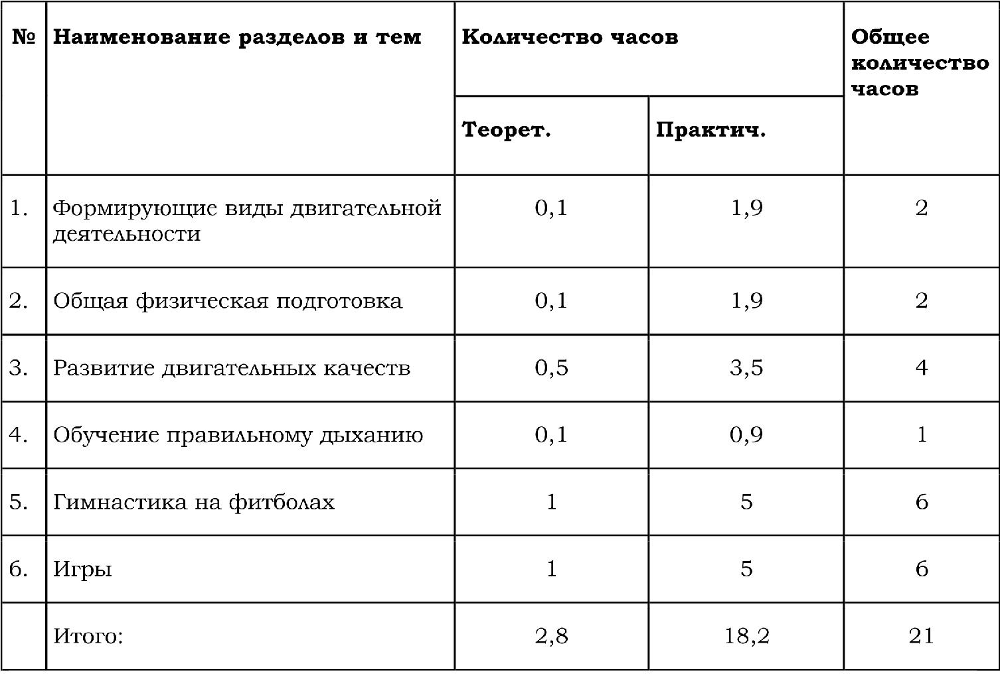 № Наименование разделов и тем Количество часов Общее
количество
часов
Теорет. Практич.
1. Формирующие виды двигательной 0,1 1,9 2
деятельности
2. Общая физическая подготовка 0,1 1,9 2
3. Развитие двигательных качеств 0,5 3,5 4
4. Обучение правильному дыханию 0,1 0,9 1
5. Гимнастика на фитболах 1 5 6
6. Игры 1 5 6
Итого: 2,8 18,2 21